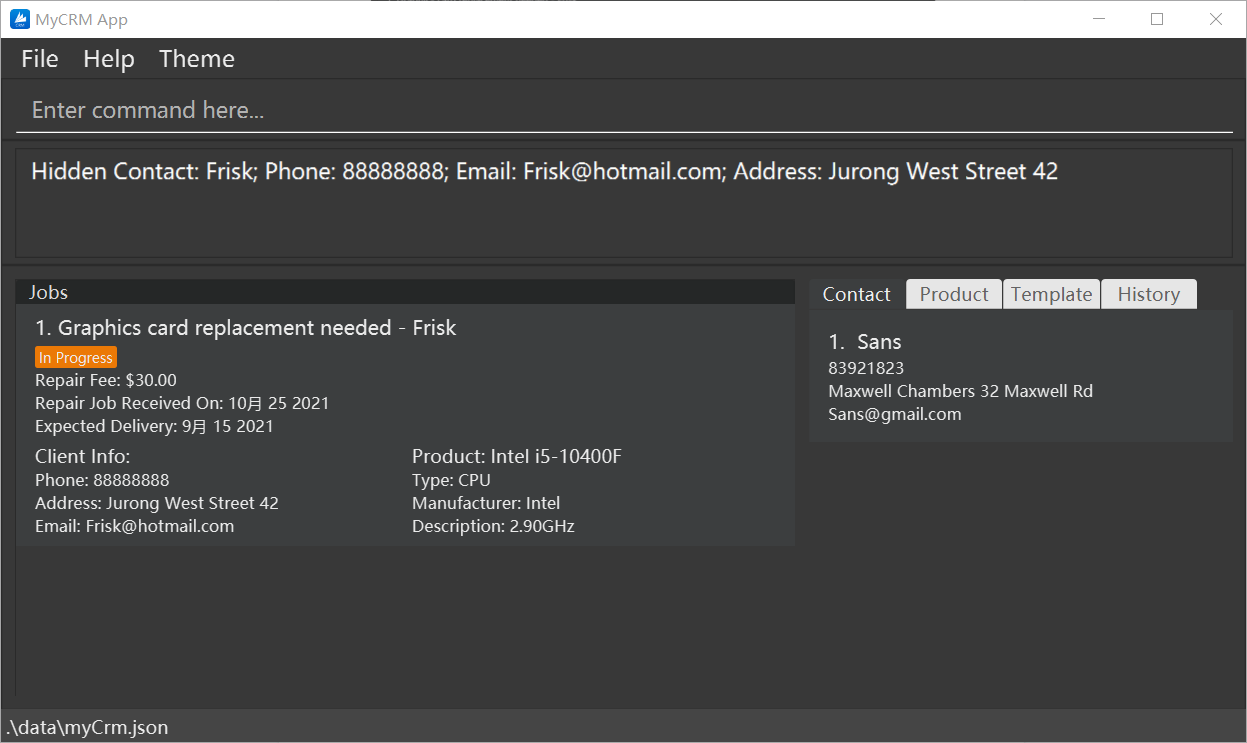 MyCRM App
File Help Theme
Enter command here...
Hidden Contact: Frisk; Phone: 88888888; Email: Frisk@hotmail.com; Address: Jurong West Street 42
Jobs
1. Graphics card replacement needed - Frisk
In Progress
Repair Fee: $30.00
Repair Job Received On: 10月 25 2021
Expected Delivery: 9月 15 2021
Client Info:
Phone: 88888888
Address: Jurong West Street 42
Email: Frisk@hotmail.com
Product: Intel i5-10400F
Type: CPU
Manufacturer: Intel
Description: 2.90GHz
Contact Product Template History
1. Sans
83921823
Maxwell Chambers 32 Maxwell Rd
Sans@gmail.com
.\data\myCrm.json